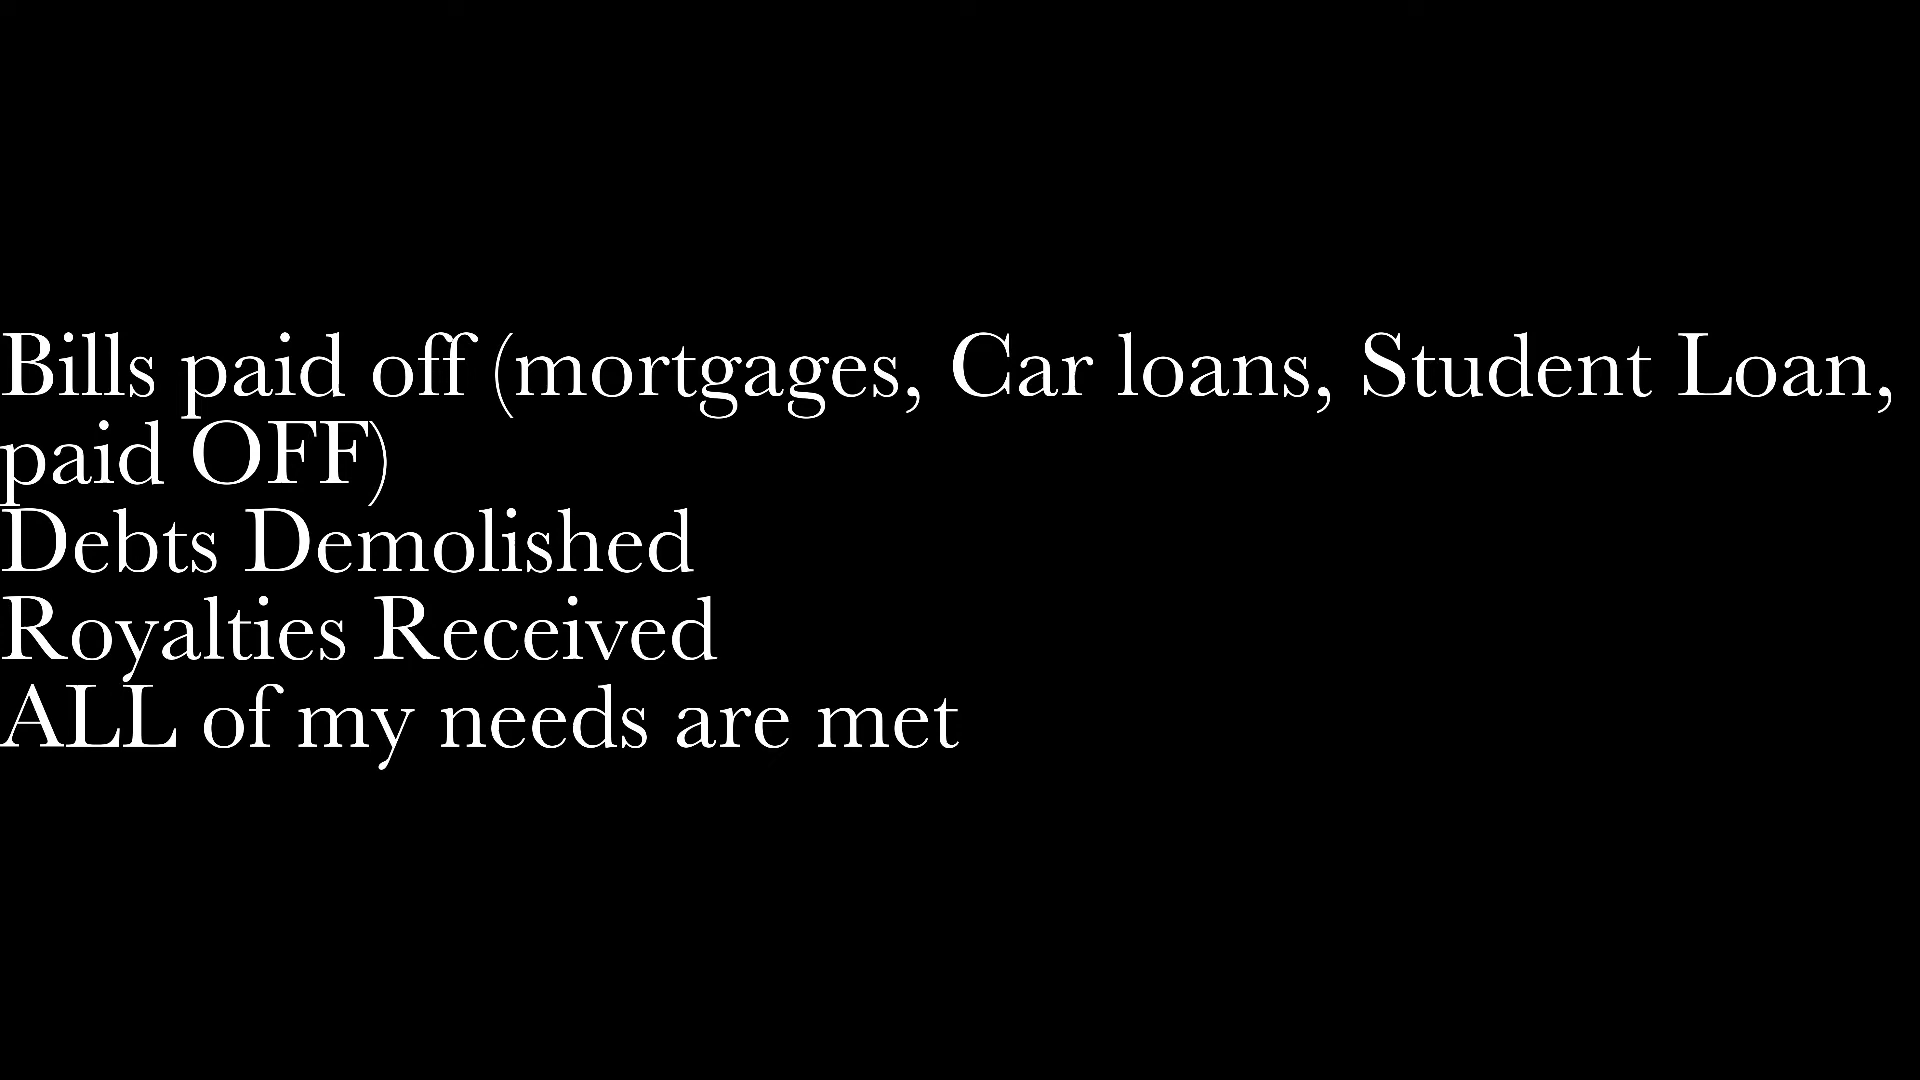 Bills paid off (mortgages, Car loans, Student Loan,
paid OFF)
Debts Demolished
Royalties Received
ALL of my needs are met